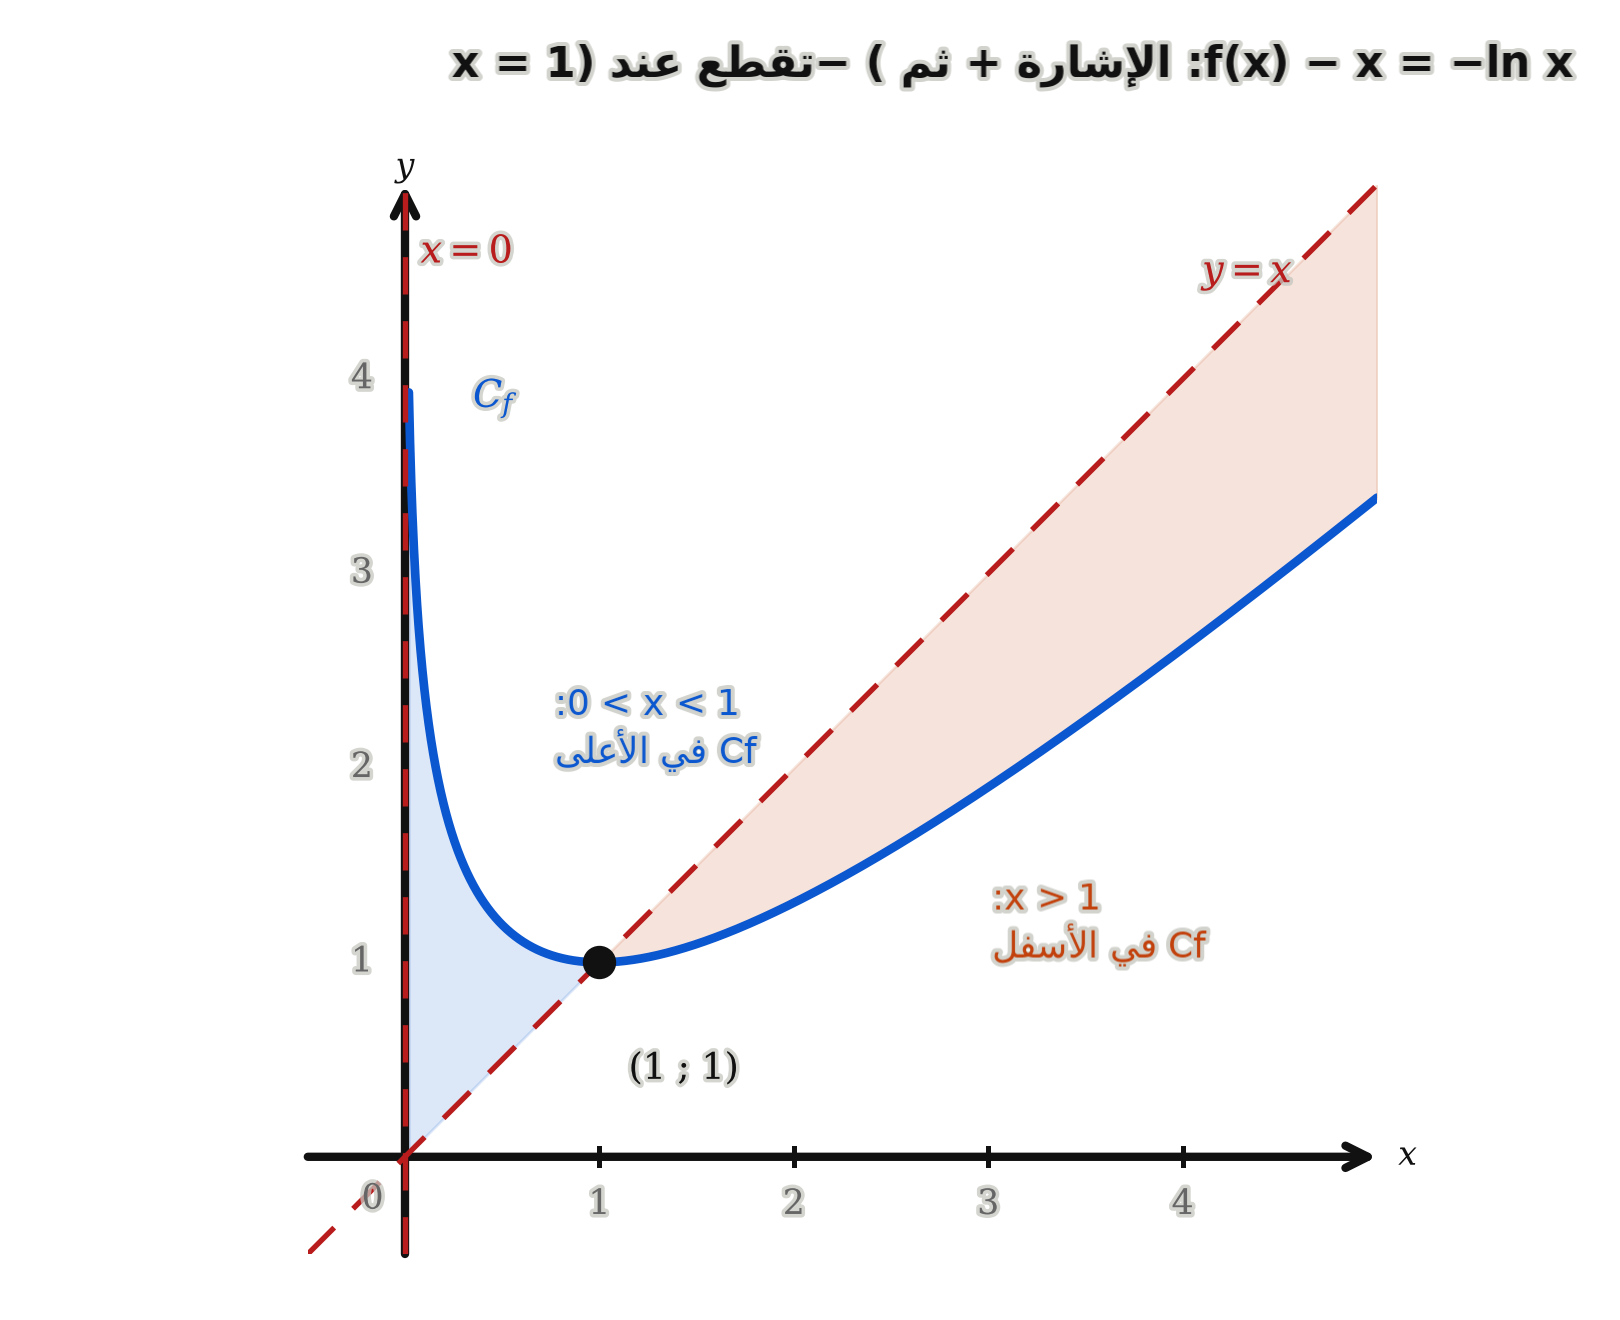 f(x) − x = −ln x: الإشارة + ثم − (تقطع عند x = 1)
y
x = 0
y = x
4
C_f
3
0 < x < 1:
Cf في الأعلى
2
x > 1:
Cf في الأسفل
1
(1 ; 1)
x
0
1
2
3
4